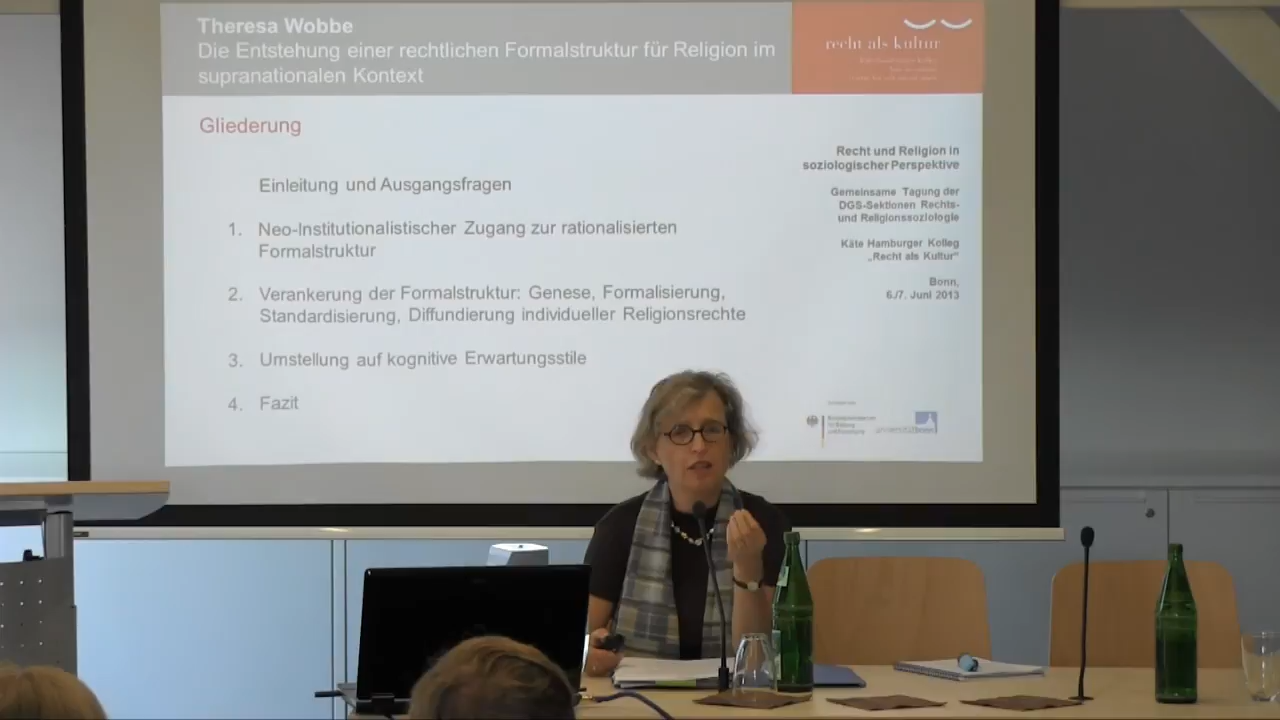 Theresa Wobbe
Die Entstehung einer rechtlichen Formalstruktur für Religion im
supranationalen Kontext
recht als kultur
Gliederung
Einleitung und Ausgangsfragen
1. Neo-Institutionalistischer Zugang zur rationalisierten
Formalstruktur
2. Verankerung der Formalstruktur: Genese, Formalisierung,
Standardisierung, Diffundierung individueller Religionsrechte
3. Umstellung auf kognitive Erwartungsstile
4. Fazit
Recht und Religion in
soziologischer Perspektive
Gemeinsame Tagung der
DGS-Sektionen Rechts-
und Religionssoziologie
Käte Hamburger Kolleg
„Recht als Kultur"
Bonn,
6./7. Juni 2013